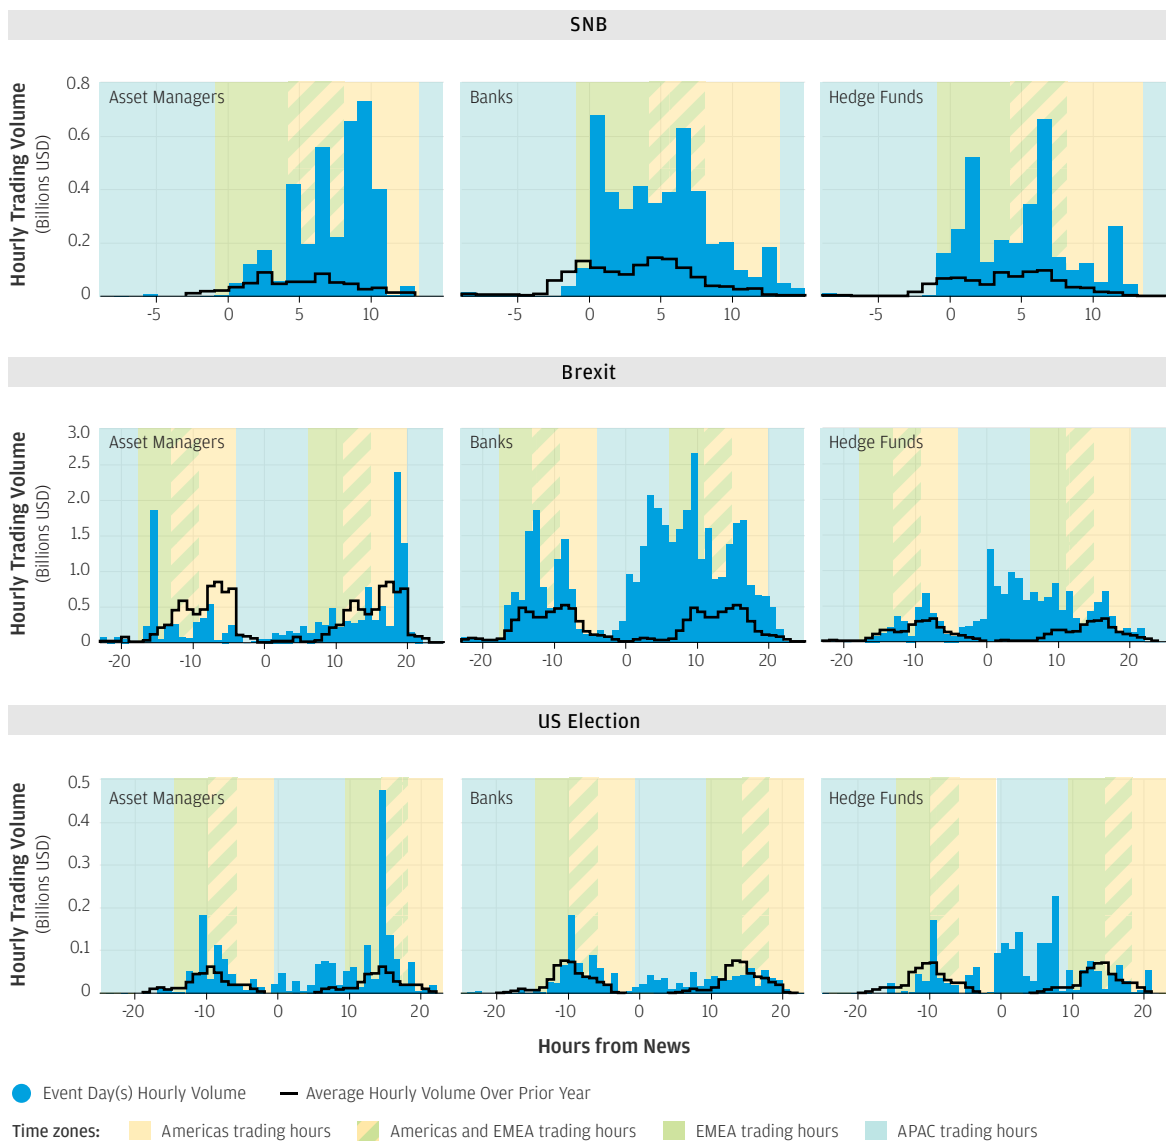 SNB
Hourly Trading Volume
(Billions USD)
0.8
0.6
0.4
0.2
0
Asset Managers
Banks
Hedge Funds
-5 0 5 10
-5 0 5 10
-5 0 5 10
Brexit
Hourly Trading Volume
(Billions USD)
3.0
2.5
2.0
1.5
1.0
0.5
0
Asset Managers
Banks
Hedge Funds
-20 -10 0 10 20
-20 -10 0 10 20
-20 -10 0 10 20
US Election
Hourly Trading Volume
(Billions USD)
0.5
0.4
0.3
0.2
0.1
0
Asset Managers
Banks
Hedge Funds
-20 -10 0 10 20
-20 -10 0 10 20
-20 -10 0 10 20
Hours from News
Event Day(s) Hourly Volume
Average Hourly Volume Over Prior Year
Time zones: Americas trading hours Americas and EMEA trading hours EMEA trading hours APAC trading hours